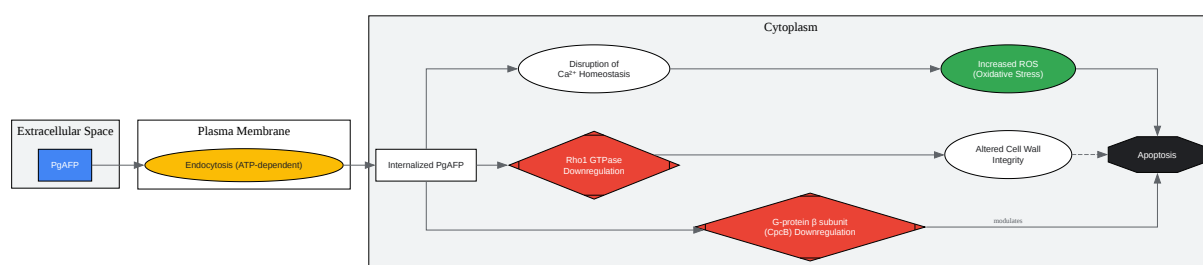 Cytoplasm
Disruption of
Ca²⁺ Homeostasis
Increased ROS
(Oxidative Stress)
Extracellular Space
Plasma Membrane
PgAFP
Endocytosis (ATP-dependent)
Internalized PgAFP
Rho1 GTPase
Downregulation
Altered Cell Wall
Integrity
Apoptosis
G-protein β subunit
(CpcB) Downregulation
modulates